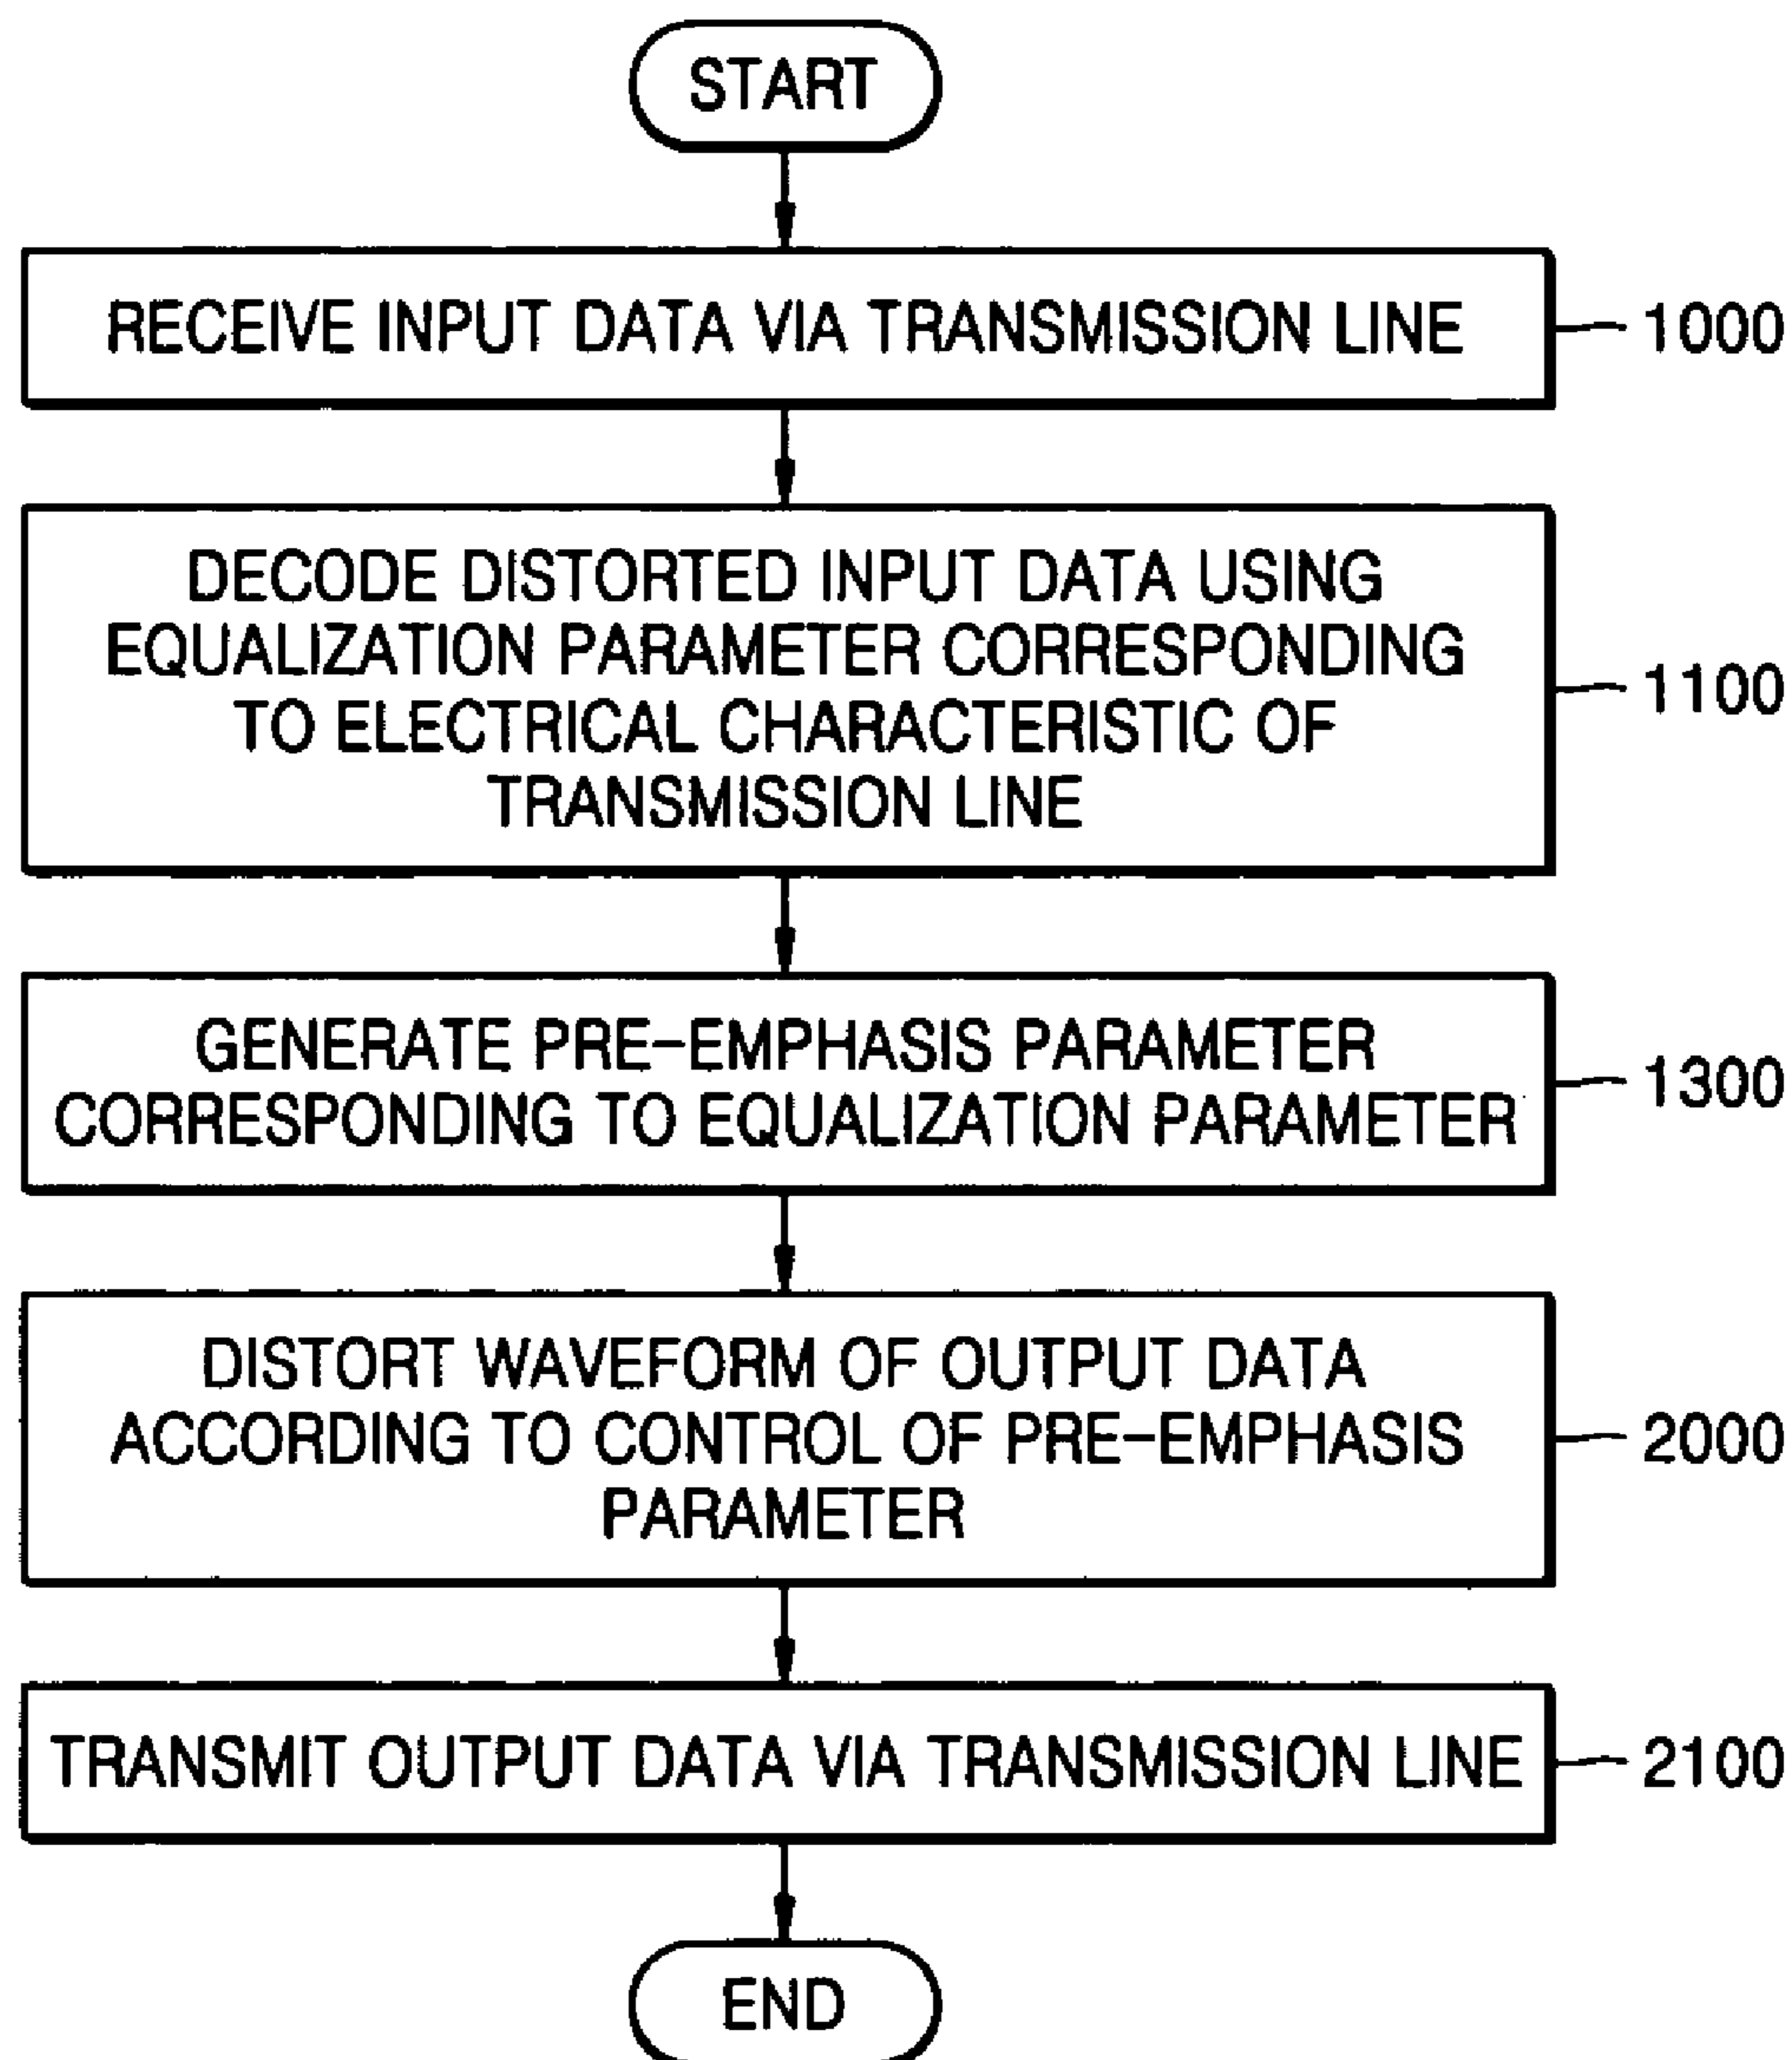 START
RECEIVE INPUT DATA VIA TRANSMISSION LINE
1000
DECODE DISTORTED INPUT DATA USING
EQUALIZATION PARAMETER CORRESPONDING
TO ELECTRICAL CHARACTERISTIC OF
TRANSMISSION LINE
1100
GENERATE PRE-EMPHASIS PARAMETER
CORRESPONDING TO EQUALIZATION PARAMETER
1300
DISTORT WAVEFORM OF OUTPUT DATA
ACCORDING TO CONTROL OF PRE-EMPHASIS
PARAMETER
2000
TRANSMIT OUTPUT DATA VIA TRANSMISSION LINE
2100
END